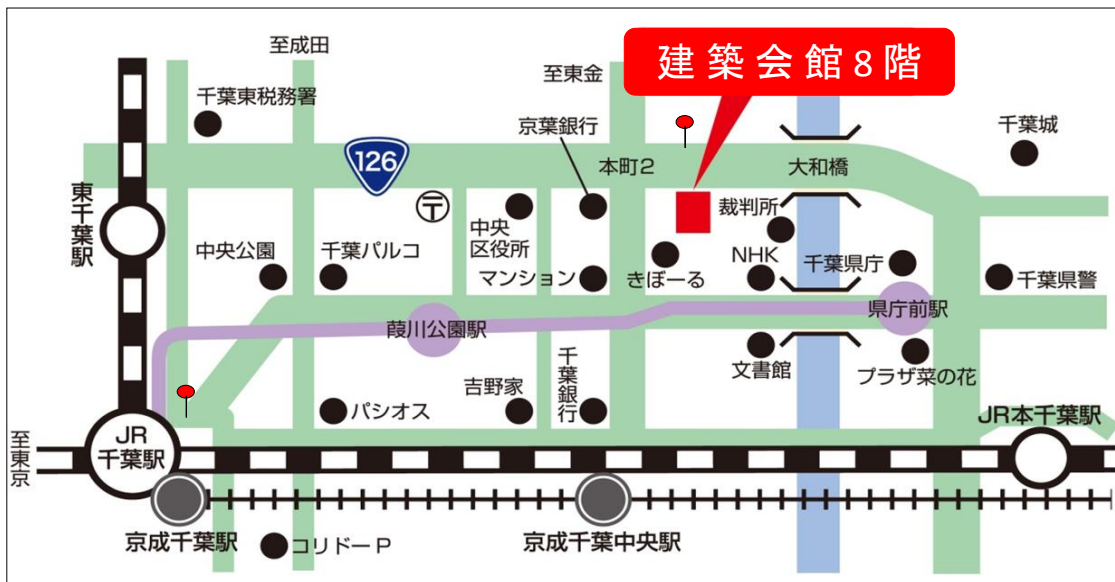 至成田
建築会館8階
至東金
千葉東税務署
京葉銀行
千葉城
126
本町2
大和橋
東千葉駅
〒
中央
区役所
裁判所
中央公園
千葉パルコ
マンション
きぼーる
NHK
千葉県庁
千葉県警
葭川公園駅
県庁前駅
千葉銀行
文書館
プラザ菜の花
パシオス
吉野家
JR本千葉駅
JR
千葉駅
至東京
京成千葉駅
京成千葉中央駅
コリドーP